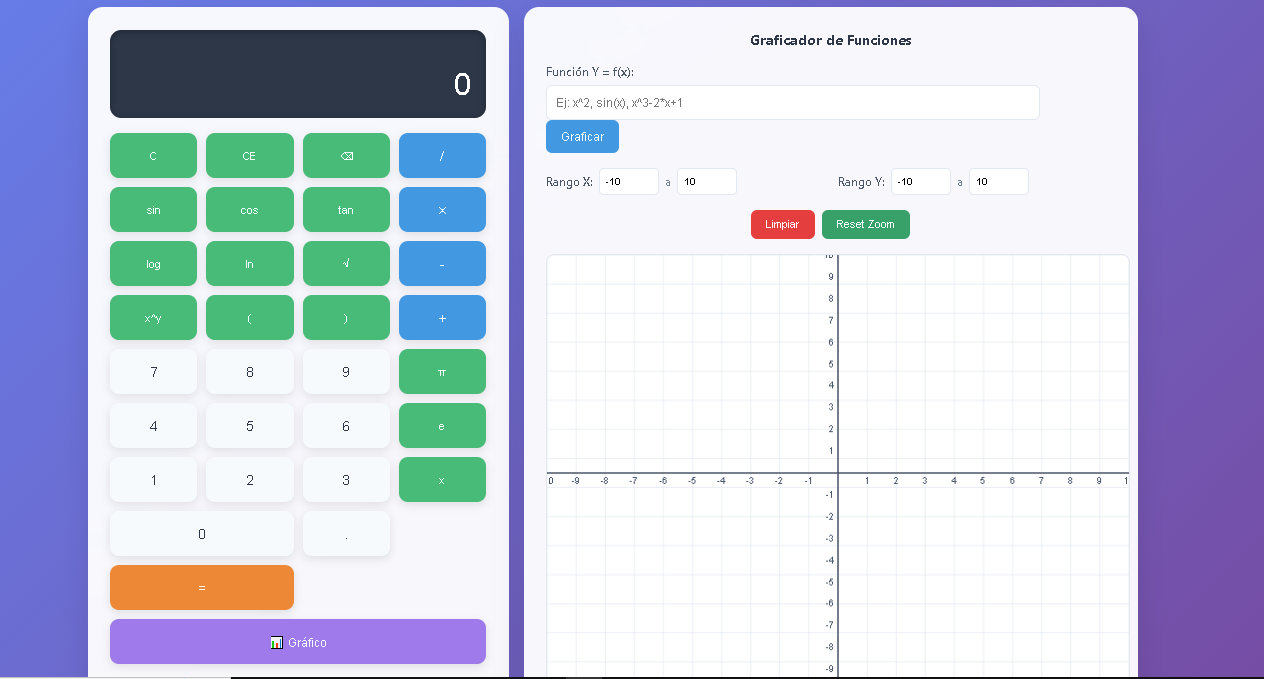 0
C CE ⌫ /
sin cos tan ×
log ln √ -
x^y ( ) +
7 8 9 π
4 5 6 e
1 2 3 x
0 .
=
📊 Gráfico
Graficador de Funciones
Función Y = f(x):
Ej: x^2, sin(x), x^3-2*x+1
Graficar
Rango X: -10 a 10 Rango Y: -10 a 10
Limpiar Reset Zoom
9
8
7
6
5
4
3
2
1
0 -9 -8 -7 -6 -5 -4 -3 -2 -1 1 2 3 4 5 6 7 8 9 1
-1
-2
-3
-4
-5
-6
-7
-8
-9